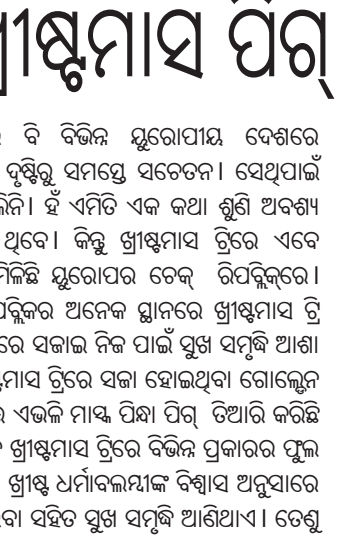 ଖ୍ରୀଷ୍ଟମାସ ପିଗ୍
ବି ବିଭିନ୍ନ ୟୁରୋପୀୟ ଦେଶରେ
ଦୃଷ୍ଟିରୁ ସମସ୍ତେ ସଚେତନ। ସେଥିପାଇଁ
ହଁ ଏମିତି ଏକ କଥା ଶୁଣି ଅବଶ୍ୟ
ଥିବେ। କିନ୍ତୁ ଖ୍ରୀଷ୍ଟମାସ ଟ୍ରିରେ ଏବେ
ମିଳିଛି ୟୁରୋପର ଚେକ୍ ରିପବ୍ଲିକ୍‌ରେ।
ଅନେକ ସ୍ଥାନରେ ଖ୍ରୀଷ୍ଟମାସ ଟ୍ରି
ସଜାଇ ନିଜ ପାଇଁ ସୁଖ ସମୃଦ୍ଧି ଆଶା
ଟ୍ରିରେ ସଜା ହୋଇଥିବା ଗୋଲ୍ଡେନ
ଏଭଳି ମାସ୍କ ପିନ୍ଧା ପିଗ୍ ତିଆରି କରିଛି
ଖ୍ରୀଷ୍ଟମାସ ଟ୍ରିରେ ବିଭିନ୍ନ ପ୍ରକାରର ଫୁଲ
ଖ୍ରୀଷ୍ଟ ଧର୍ମାବଲମ୍ବୀଙ୍କ ବିଶ୍ୱାସ ଅନୁସାରେ
ସହିତ ସୁଖ ସମୃଦ୍ଧି ଆଣିଥାଏ। ତେଣୁ